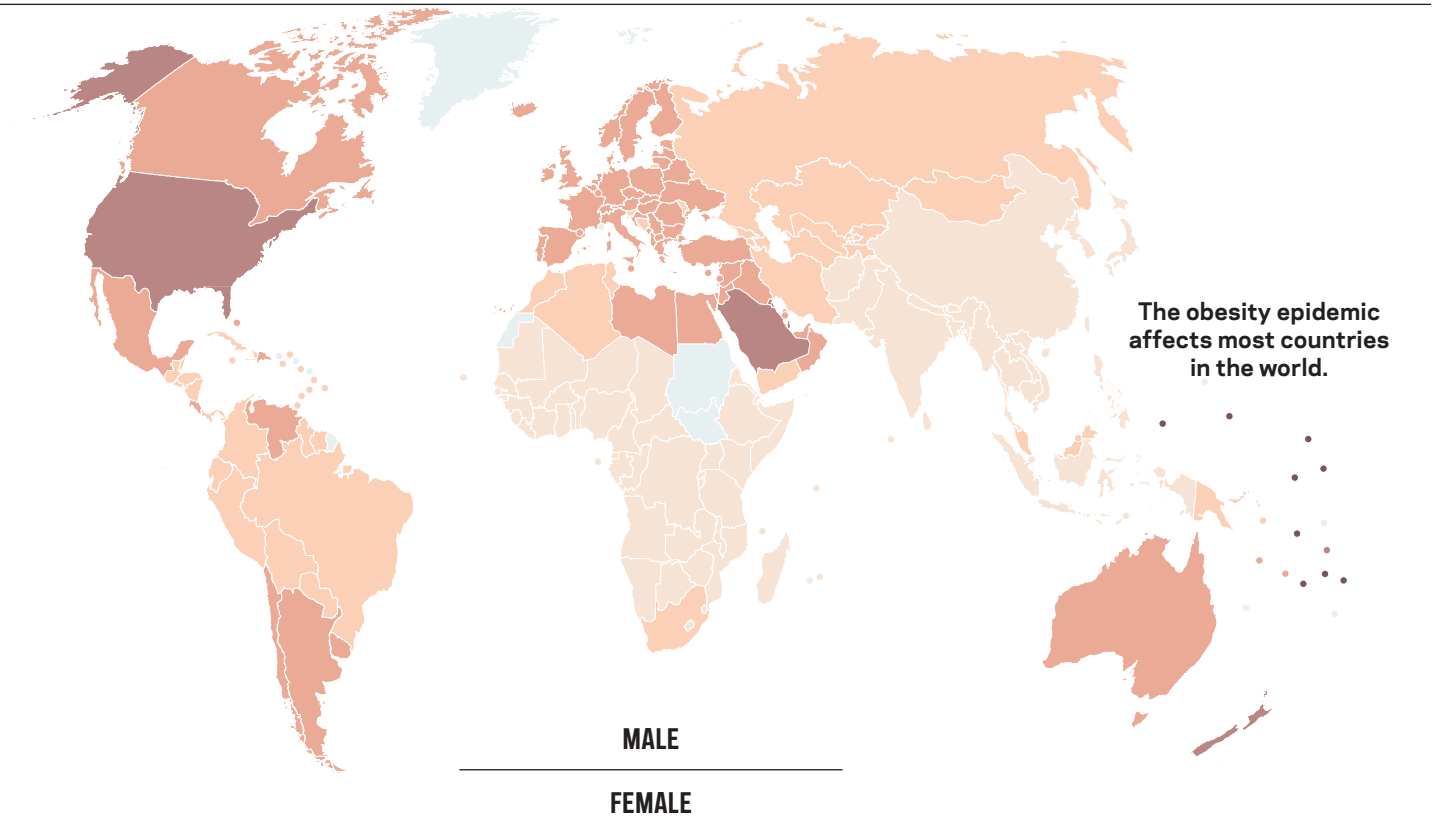 The obesity epidemic
affects most countries
in the world.
MALE
FEMALE